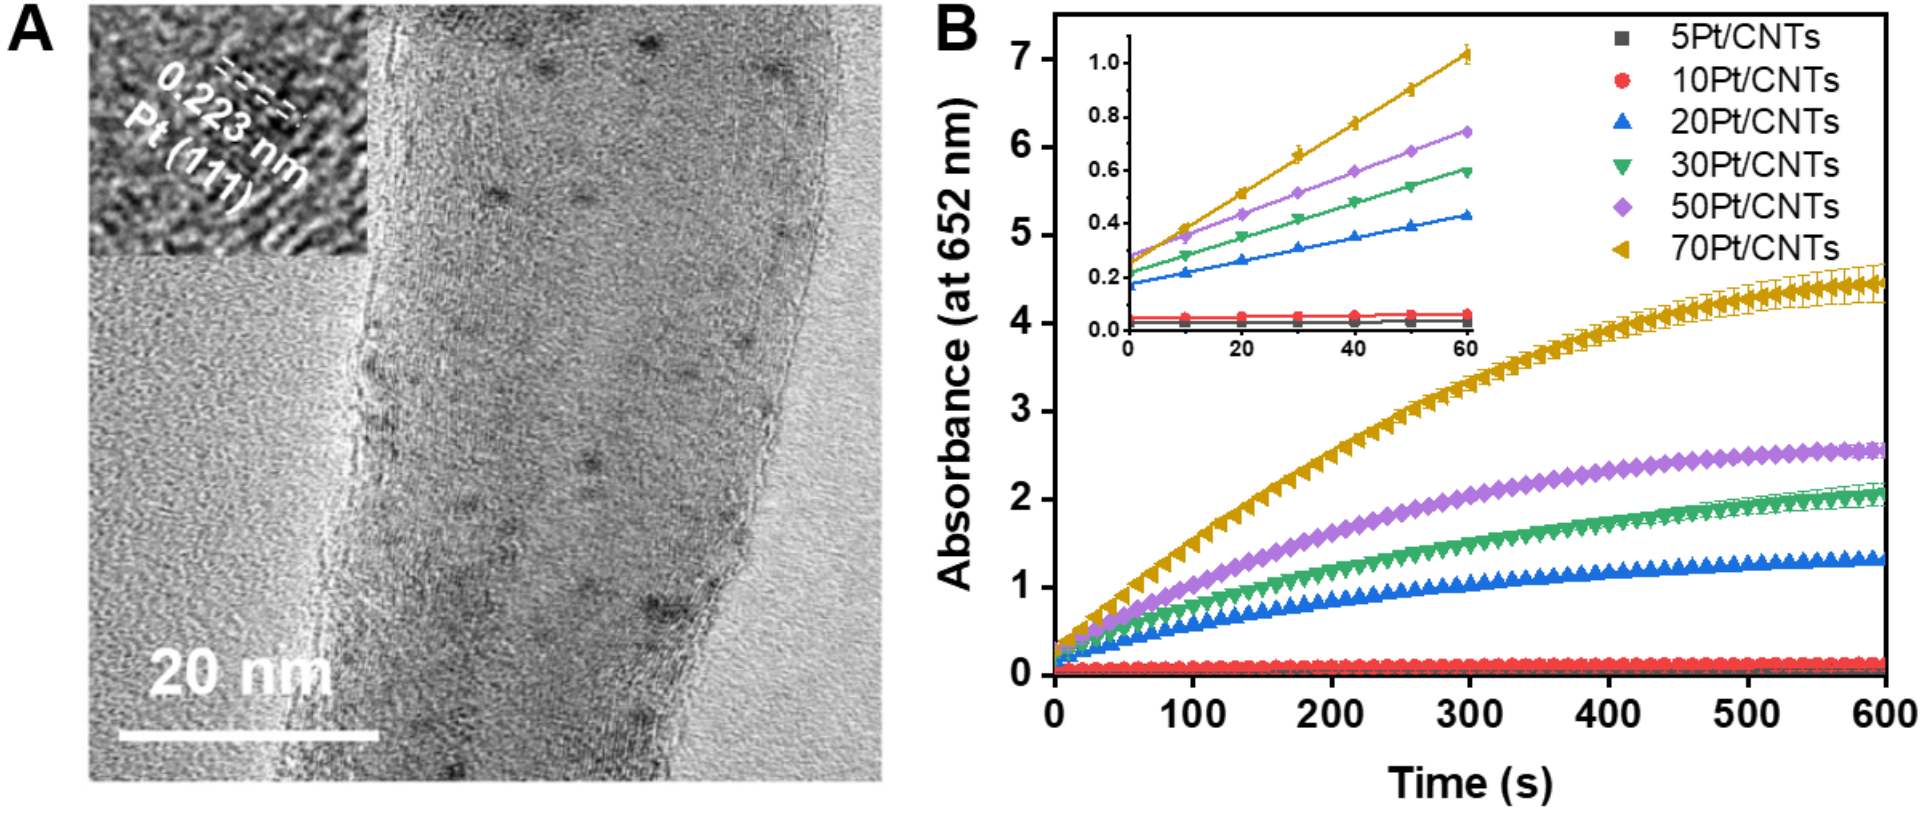 A
0.223 nm
Pt (111)
20 nm
B
Absorbance (at 652 nm)
7
6
5
4
3
2
1
0
0
100
200
300
400
500
600
Time (s)
1.0
0.8
0.6
0.4
0.2
0.0
0
20
40
60
5Pt/CNTs
10Pt/CNTs
20Pt/CNTs
30Pt/CNTs
50Pt/CNTs
70Pt/CNTs